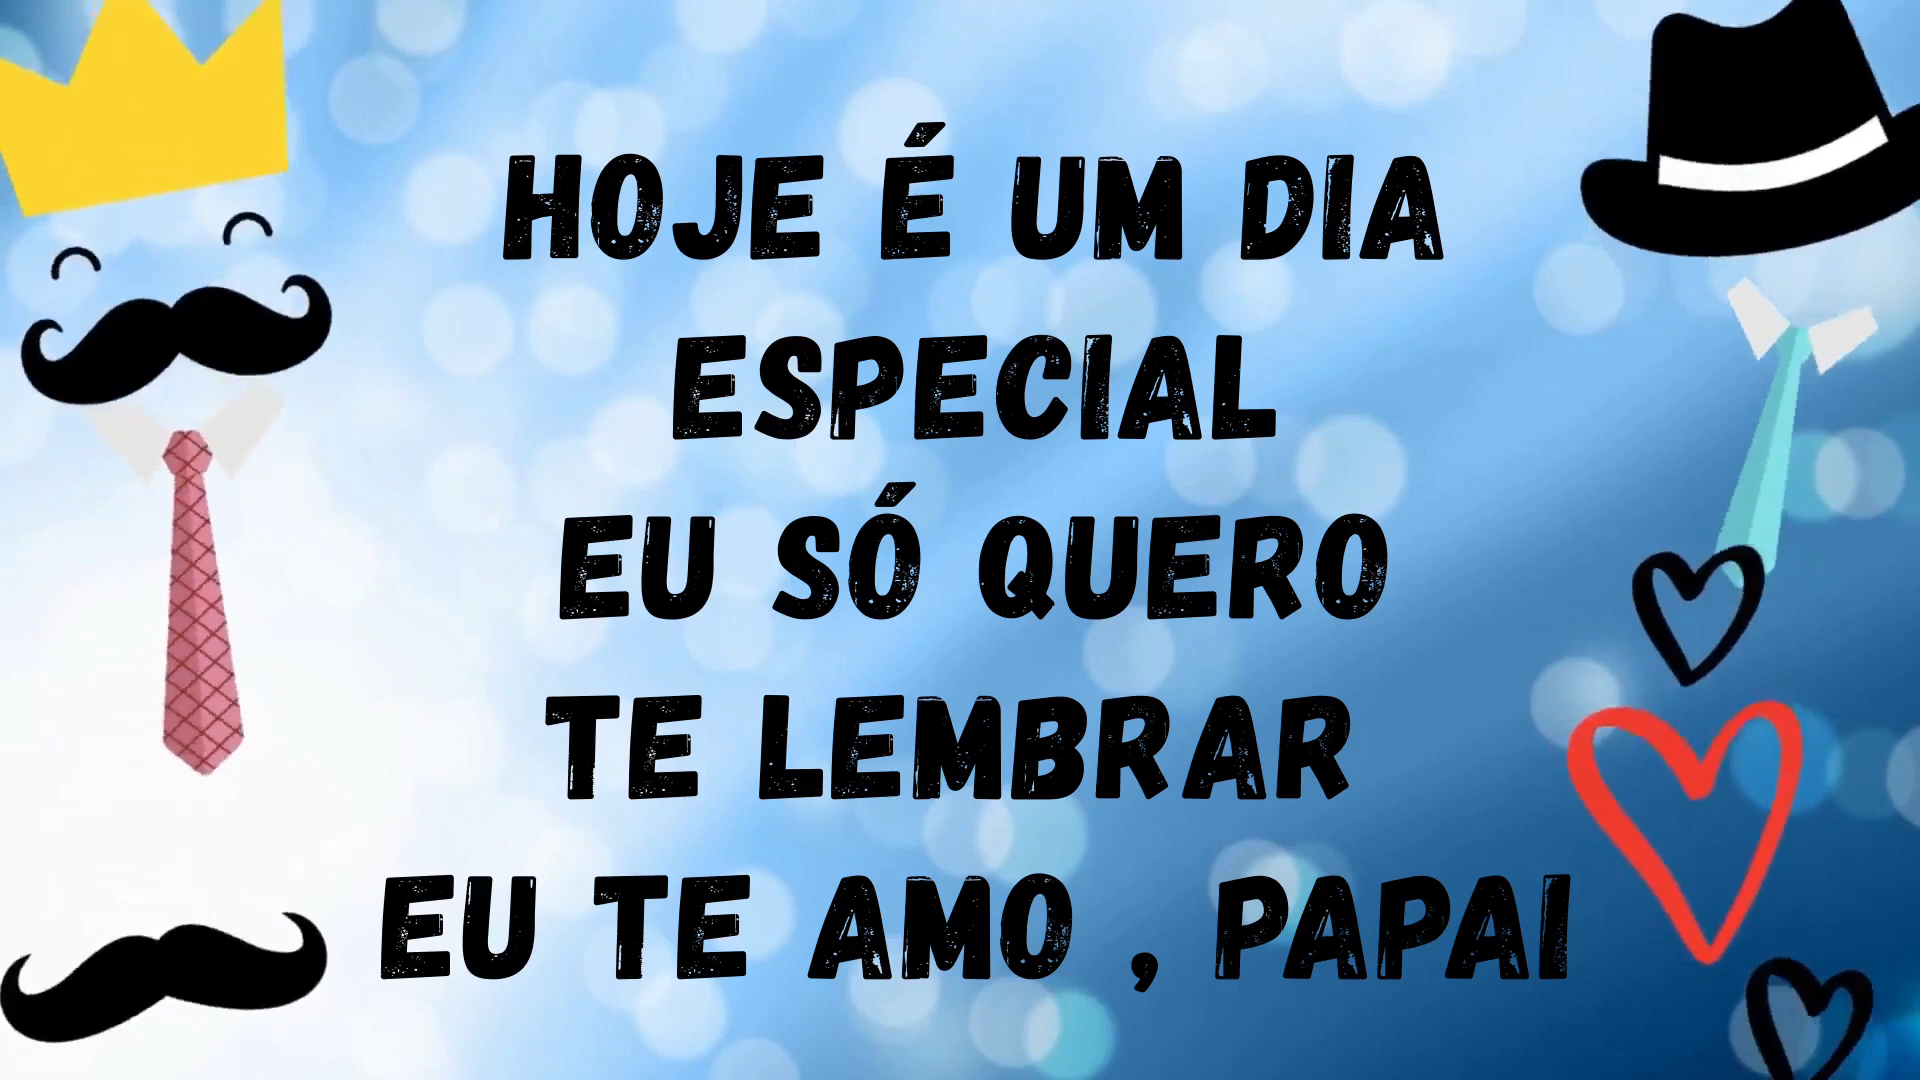 HOJE É UM DIA
ESPECIAL
EU SÓ QUERO
TE LEMBRAR
EU TE AMO , PAPAI